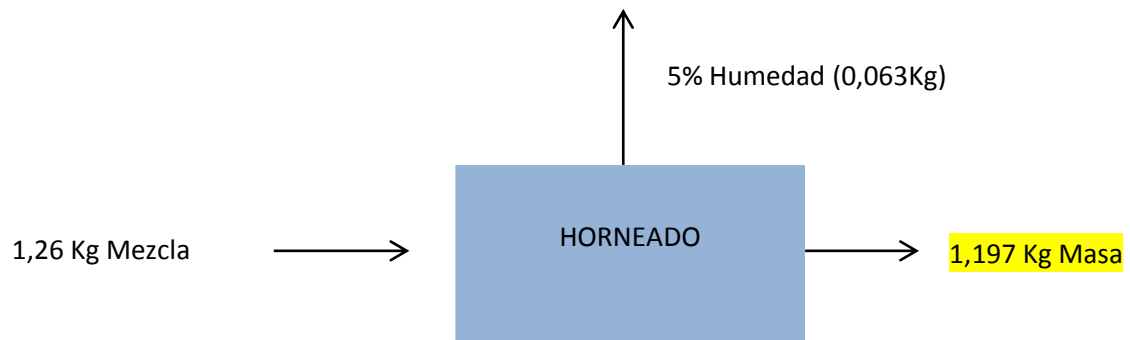 5% Humedad (0,063Kg)
HORNEADO
1,26 Kg Mezcla
1,197 Kg Masa